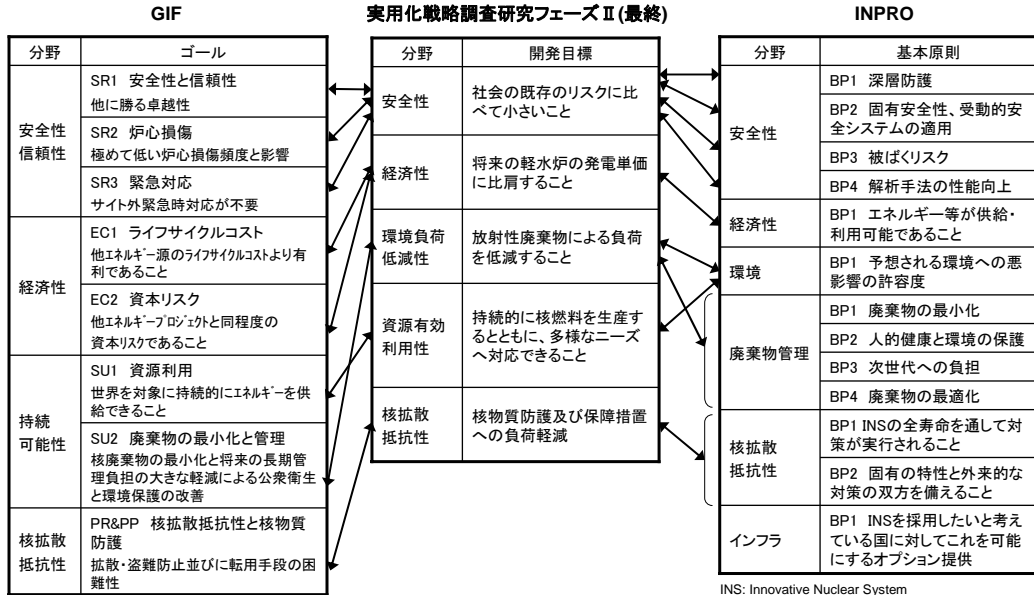 GIF
分野 ゴール
安全性
信頼性
SR1 安全性と信頼性
他に勝る卓越性
SR2 炉心損傷
極めて低い炉心損傷頻度と影響
SR3 緊急対応
サイト外緊急時対応が不要
経済性
EC1 ライフサイクルコスト
他ｴﾈﾙｷﾞｰ源のﾗｲﾌｻｲｸﾙｺｽﾄより有
利であること
EC2 資本リスク
他ｴﾈﾙｷﾞｰﾌﾟﾛｼﾞｪｸﾄと同程度の
資本ﾘｽｸであること
持続
可能性
SU1 資源利用
世界を対象に持続的にｴﾈﾙｷﾞｰを供
給できること
SU2 廃棄物の最小化と管理
核廃棄物の最小化と将来の長期管
理負担の大きな軽減による公衆衛生
と環境保護の改善
核拡散
抵抗性
PR&PP 核拡散抵抗性と核物質
防護
拡散・盗難防止並びに転用手段の困
難性
実用化戦略調査研究フェーズⅡ(最終)
分野 開発目標
安全性
社会の既存のリスクに比
べて小さいこと
経済性
将来の軽水炉の発電単価
に比肩すること
環境負荷
低減性
放射性廃棄物による負荷
を低減すること
資源有効
利用性
持続的に核燃料を生産す
るとともに、多様なニーズ
へ対応できること
核拡散
抵抗性
核物質防護及び保障措置
への負荷軽減
INPRO
分野 基本原則
安全性
BP1 深層防護
BP2 固有安全性、受動的安
全システムの適用
BP3 被ばくリスク
BP4 解析手法の性能向上
経済性
BP1 エネルギー等が供給・
利用可能であること
環境
BP1 予想される環境への悪
影響の許容度
廃棄物管理
BP1 廃棄物の最小化
BP2 人的健康と環境の保護
BP3 次世代への負担
BP4 廃棄物の最適化
核拡散
抵抗性
BP1 INSの全寿命を通して対
策が実行されること
BP2 固有の特性と外来的な
対策の双方を備えること
インフラ
BP1 INSを採用したいと考え
ている国に対してこれを可能
にするオプション提供
INS: Innovative Nuclear System